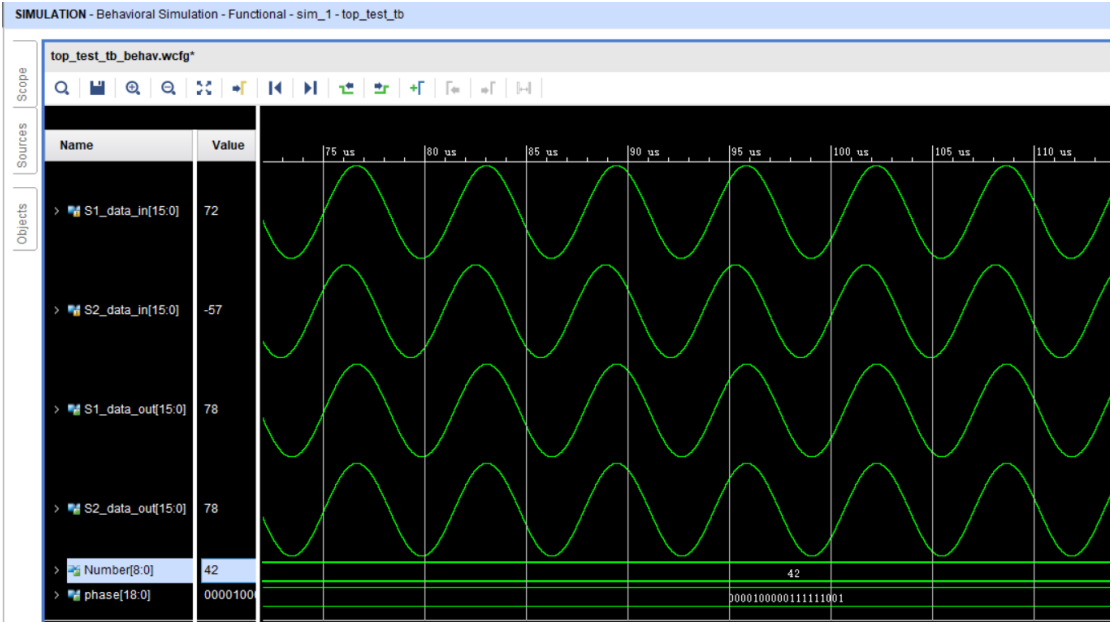 SIMULATION - Behavioral Simulation - Functional - sim_1 - top_test_tb
top_test_tb_behav.wcfg*
Scope
Sources
Objects
Name Value
75 us 80 us 85 us 90 us 95 us 100 us 105 us 110 us
S1_data_in[15:0] 72
S2_data_in[15:0] -57
S1_data_out[15:0] 78
S2_data_out[15:0] 78
Number[8:0] 42 42
phase[18:0] 0000100 0000100000111111001